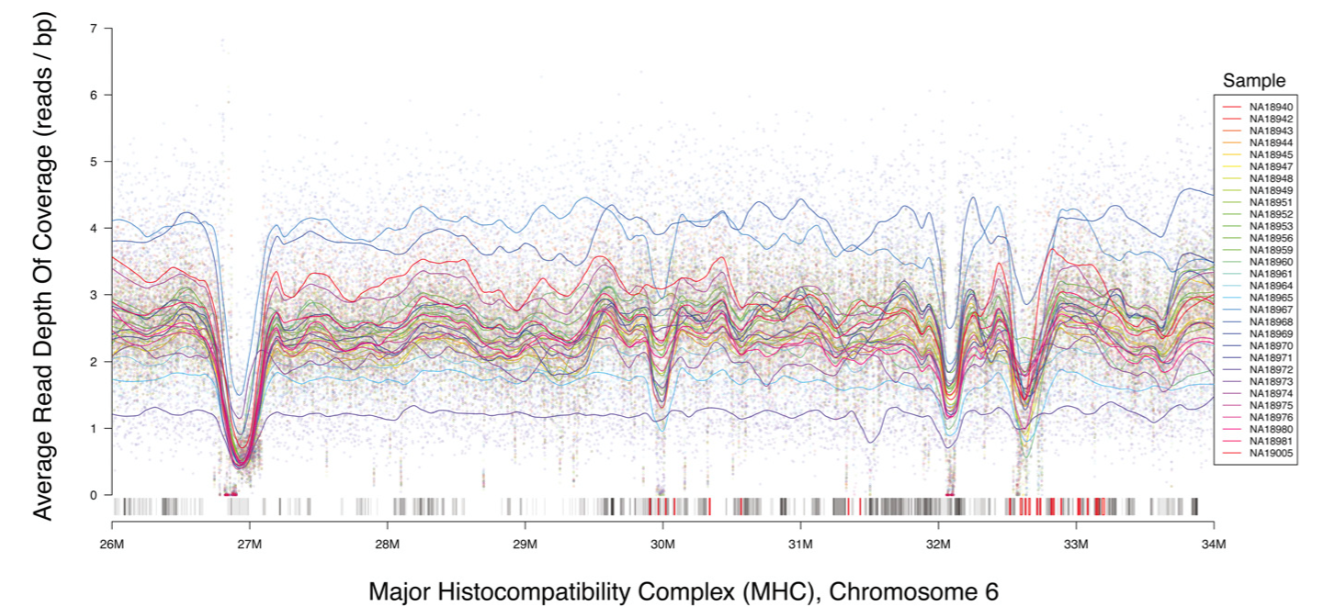 Average Read Depth Of Coverage (reads / bp)
7
6
5
4
3
2
1
0
26M 27M 28M 29M 30M 31M 32M 33M 34M
Major Histocompatibility Complex (MHC), Chromosome 6
Sample
NA18940
NA18942
NA18943
NA18944
NA18945
NA18947
NA18948
NA18949
NA18951
NA18952
NA18953
NA18956
NA18959
NA18960
NA18961
NA18964
NA18965
NA18967
NA18968
NA18969
NA18970
NA18971
NA18972
NA18973
NA18974
NA18975
NA18976
NA18980
NA18981
NA19005